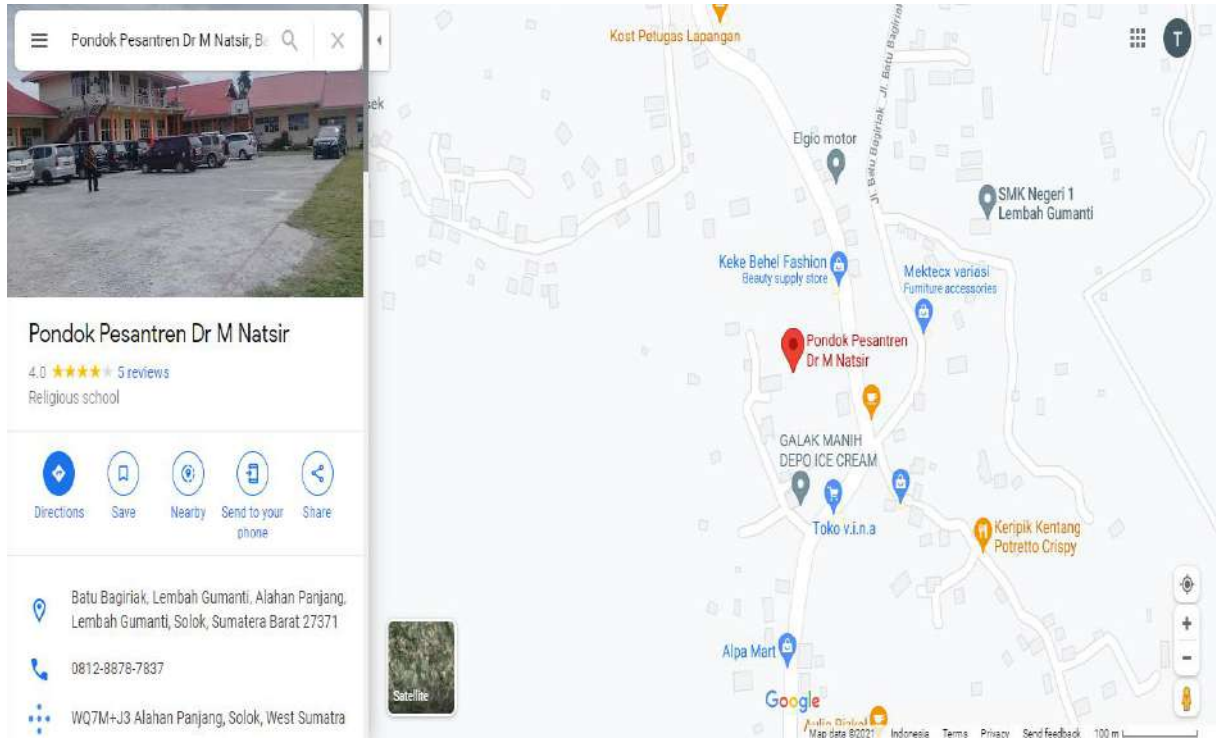 Pondok Pesantren Dr M Natsir, Ba
Pondok Pesantren Dr M Natsir
4.0
5 reviews
Religious school
Directions
Save
Nearby
Send to your
phone
Share
Batu Bagiriak, Lembah Gumanti, Alahan Panjang,
Lembah Gumanti, Solok, Sumatera Barat 27371
0812-8878-7837
WQ7M+J3 Alahan Panjang, Solok, West Sumatra
sek
Kost Petugas Lapangan
Jl. Batu Bagiriak
Jl. Batu Bagiriak
T
Elgio motor
SMK Negeri 1
Lembah Gumanti
Keke Behel Fashion
Beauty supply store
Mektecx variasi
Furniture accessories
Pondok Pesantren
Dr M Natsir
GALAK MANIH
DEPO ICE CREAM
Toko v.i.n.a
Keripik Kentang
Potretto Crispy
Alpa Mart
Satellite
Google
Map data ©2021
Indonesia
Terms
Privacy
Send feedback
100 m